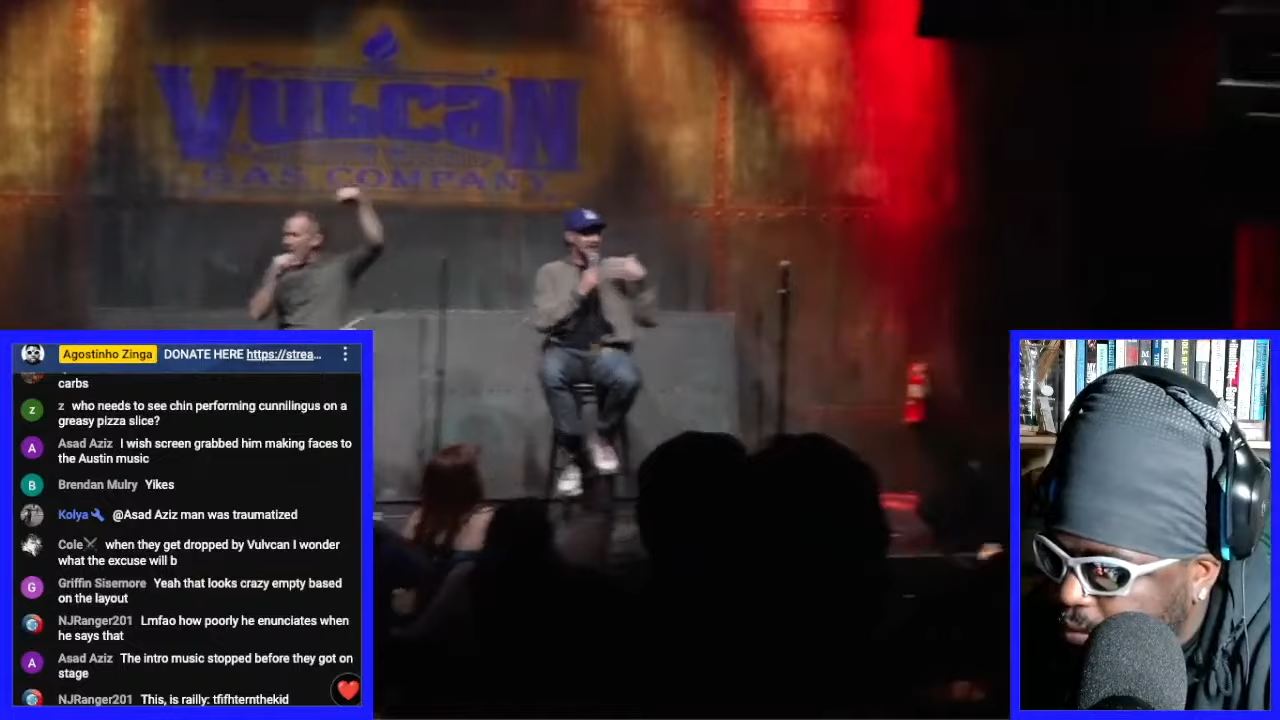 VULCAN
GAS COMPANY
Agostinho Zinga DONATE HERE https://strea...
carbs
z z who needs to see chin performing cunnilingus on a
greasy pizza slice?
A Asad Aziz I wish screen grabbed him making faces to
the Austin music
B Brendan Mulry Yikes
Kolya @Asad Aziz man was traumatized
Cole when they get dropped by Vulvcan I wonder
what the excuse will b
G Griffin Sisemore Yeah that looks crazy empty based
on the layout
NJRanger201 Lmfao how poorly he enunciates when
he says that
A Asad Aziz The intro music stopped before they got on
stage
NJRanger201 This, is railly: tfifhternthekid